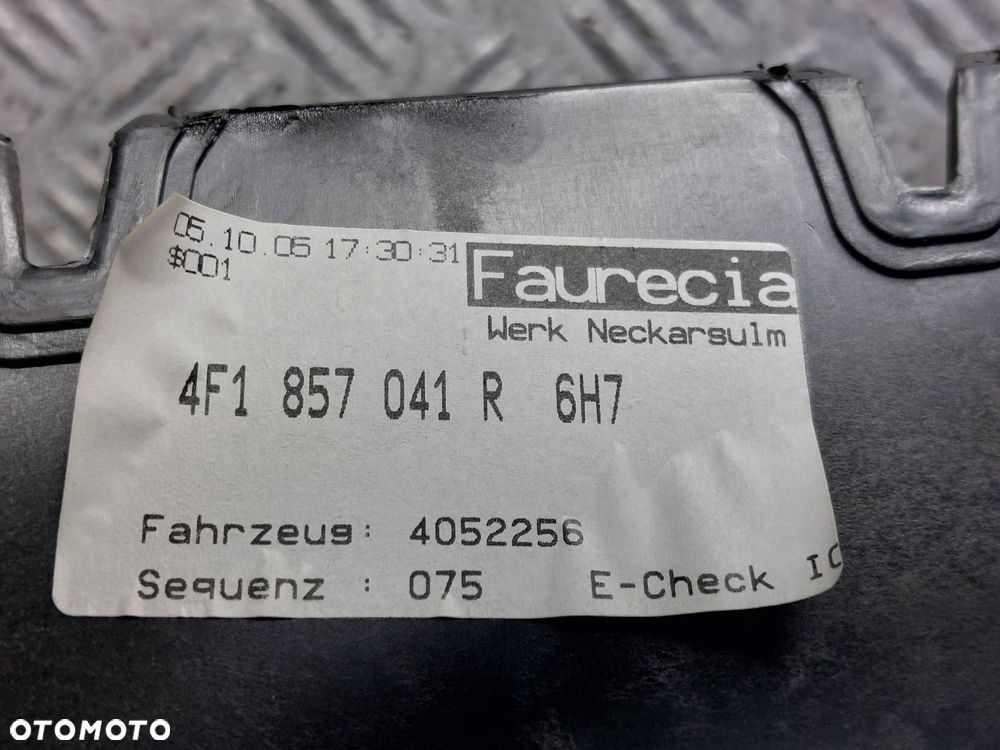 05.10.05 17:30:31
$001
Faurecia
Werk Neckarsulm
4F1 857 041 R 6H7
Fahrzeug: 4052256
Sequenz : 075 E-Check
OTOMOTO